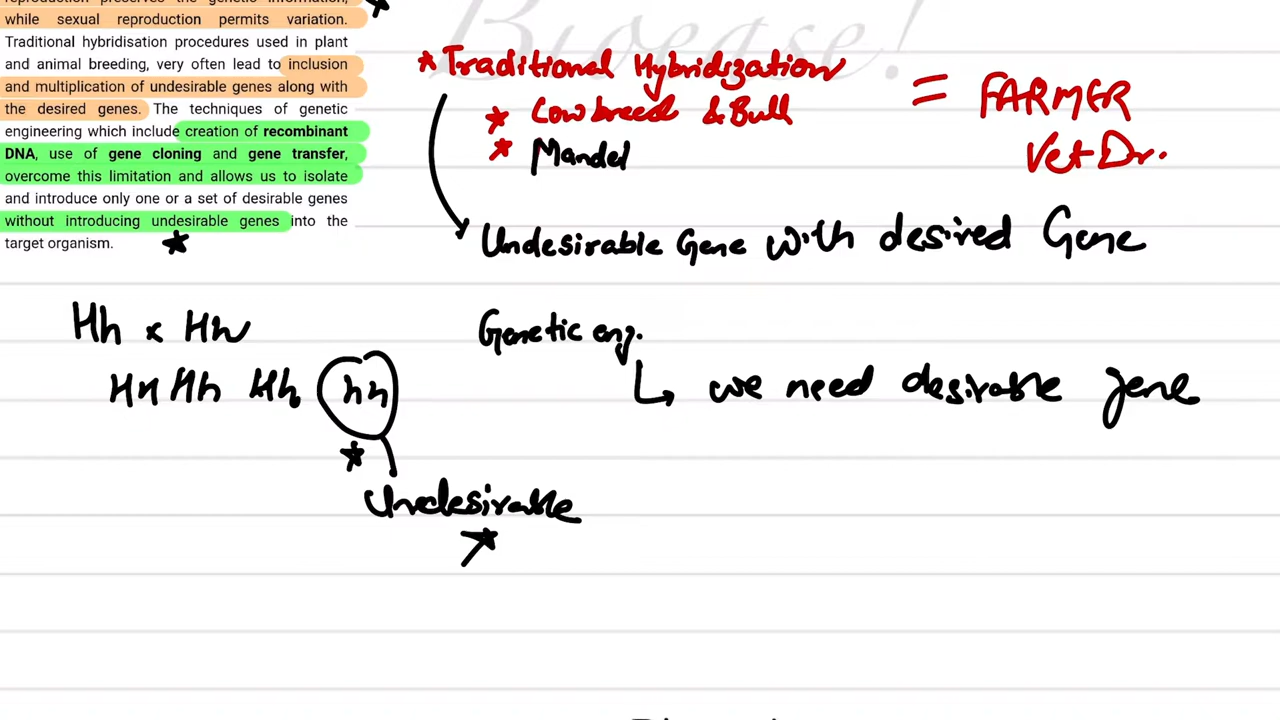 reproduction preserves the genetic information,
while sexual reproduction permits variation.
Traditional hybridisation procedures used in plant
and animal breeding, very often lead to inclusion
and multiplication of undesirable genes along with
the desired genes. The techniques of genetic
engineering which include creation of recombinant
DNA, use of gene cloning and gene transfer,
overcome this limitation and allows us to isolate
and introduce only one or a set of desirable genes
without introducing undesirable genes into the
target organism.
Bioease!
* Traditional Hybridization
* Cow breed & Bull
* Mandel
= FARMER
Vet Dr.
Undesirable Gene with desired Gene
Hh x Hh
HH Hh Hh hh
Undesirable
Genetic eng.
we need desirable gene